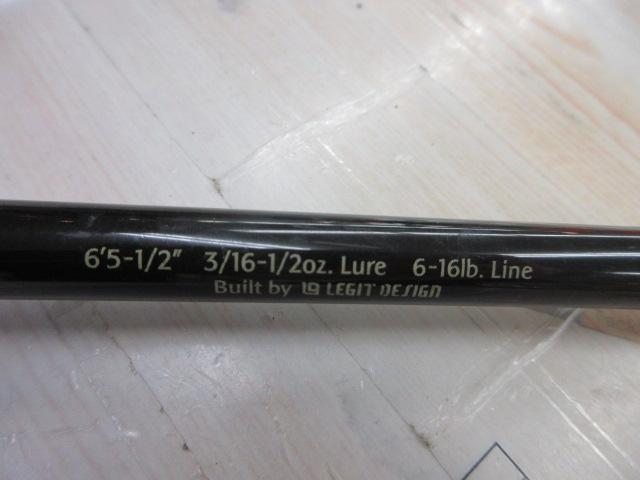 6'5-1/2" 3/16-1/2oz. Lure 6-16lb. Line
Built by LEGIT DESIGN